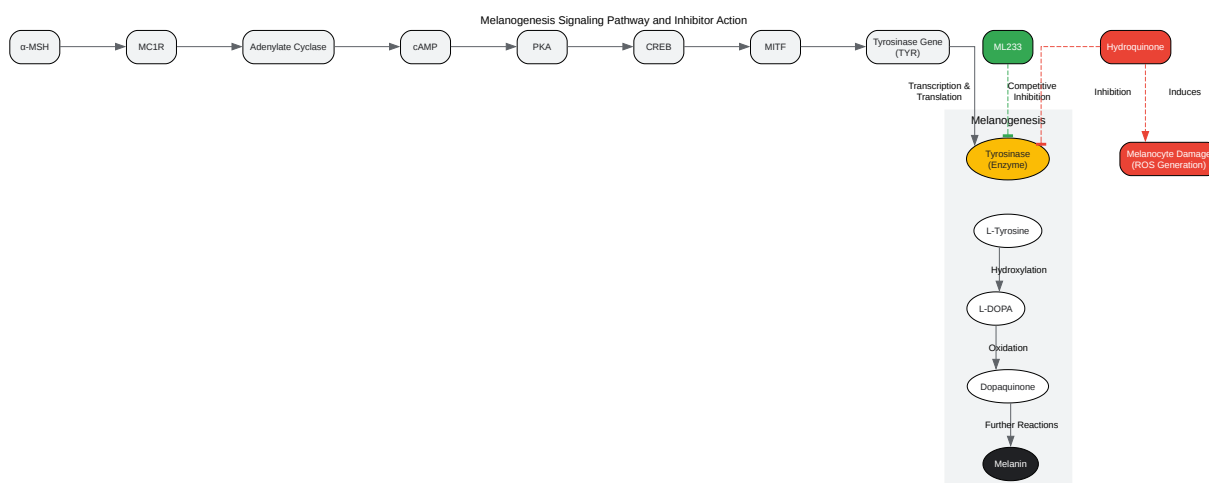 Melanogenesis Signaling Pathway and Inhibitor Action
α-MSH
MC1R
Adenylate Cyclase
cAMP
PKA
CREB
MITF
Tyrosinase Gene
(TYR)
ML233
Hydroquinone
Transcription &
Translation
Competitive
Inhibition
Inhibition
Induces
Melanogenesis
Tyrosinase
(Enzyme)
Melanocyte Damage
(ROS Generation)
L-Tyrosine
Hydroxylation
L-DOPA
Oxidation
Dopaquinone
Further Reactions
Melanin